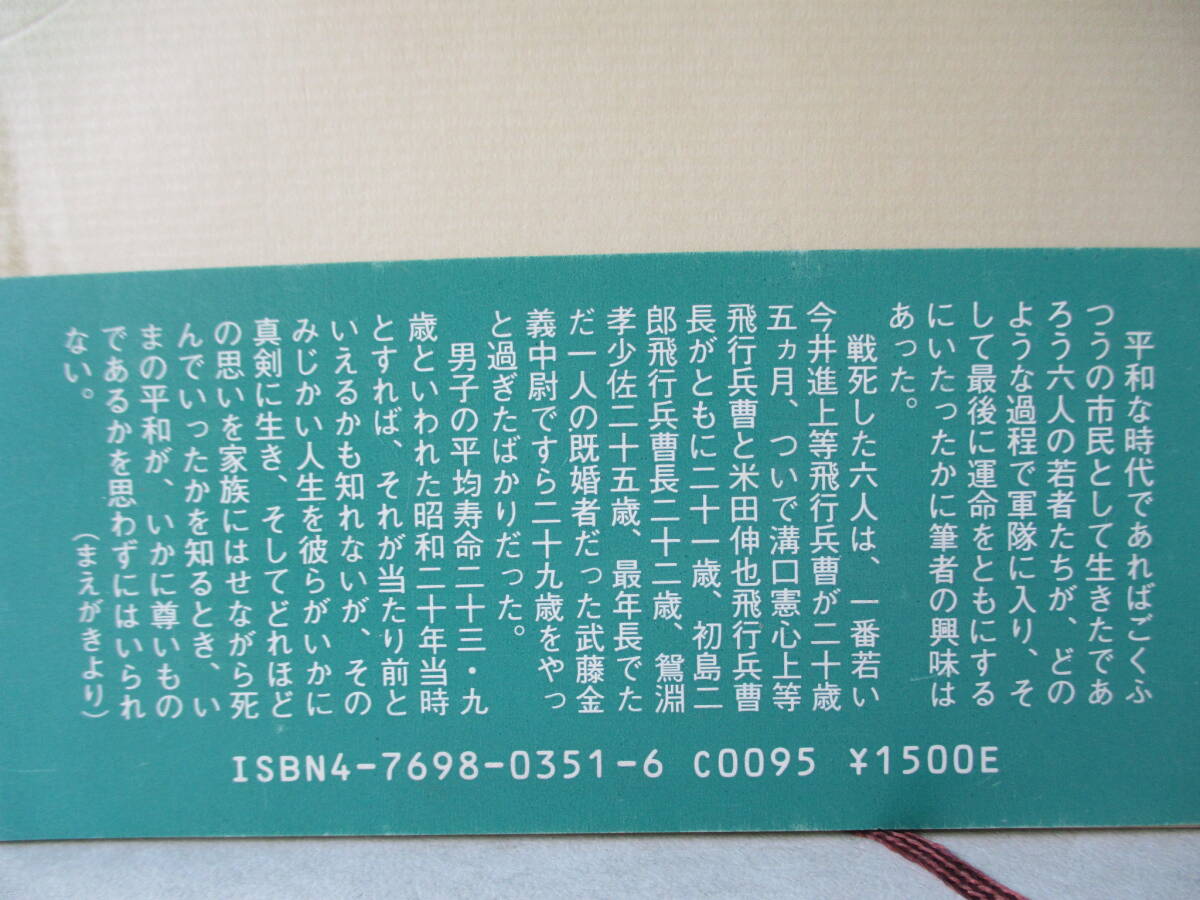 平和な時代であればごくふ
つうの市民として生きたであ
ろう六人の若者たちが、どの
ような過程で軍隊に入り、そ
して最後に運命をともにする
にいたったかに筆者の興味は
あった。
戦死した六人は、一番若い
今井進上等飛行兵曹が二十歳
五ヵ月、ついで溝口憲心上等
飛行兵曹と米田伸也飛行兵曹
長がともに二十一歳、初島二
郎飛行兵曹長二十二歳、鴛淵
孝少佐二十五歳、最年長でた
だ一人の既婚者だった武藤金
義中尉ですら二十九歳をやっ
と過ぎたばかりだった。
男子の平均寿命二十三・九
歳といわれた昭和二十年当時
とすれば、それが当たり前と
いえるかも知れないが、その
みじかい人生を彼らがいかに
真剣に生き、そしてどれほど
の思いを家族にはせながら死
んでいったかを知るとき、い
まの平和が、いかに尊いもの
であるかを思わずにはいられ
ない。
(まえがきより)
ISBN4-7698-0351-6 C0095 ¥1500E